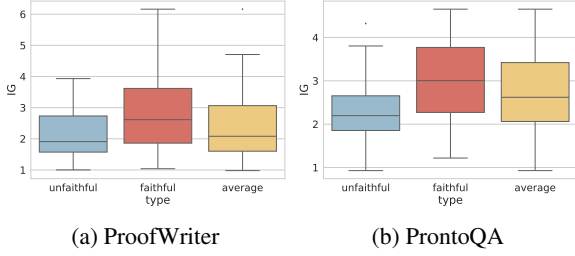 6
5
4
3
2
1
IG
unfaithful faithful average
type
(a) ProofWriter
4
3
2
1
IG
unfaithful faithful average
type
(b) ProntoQA